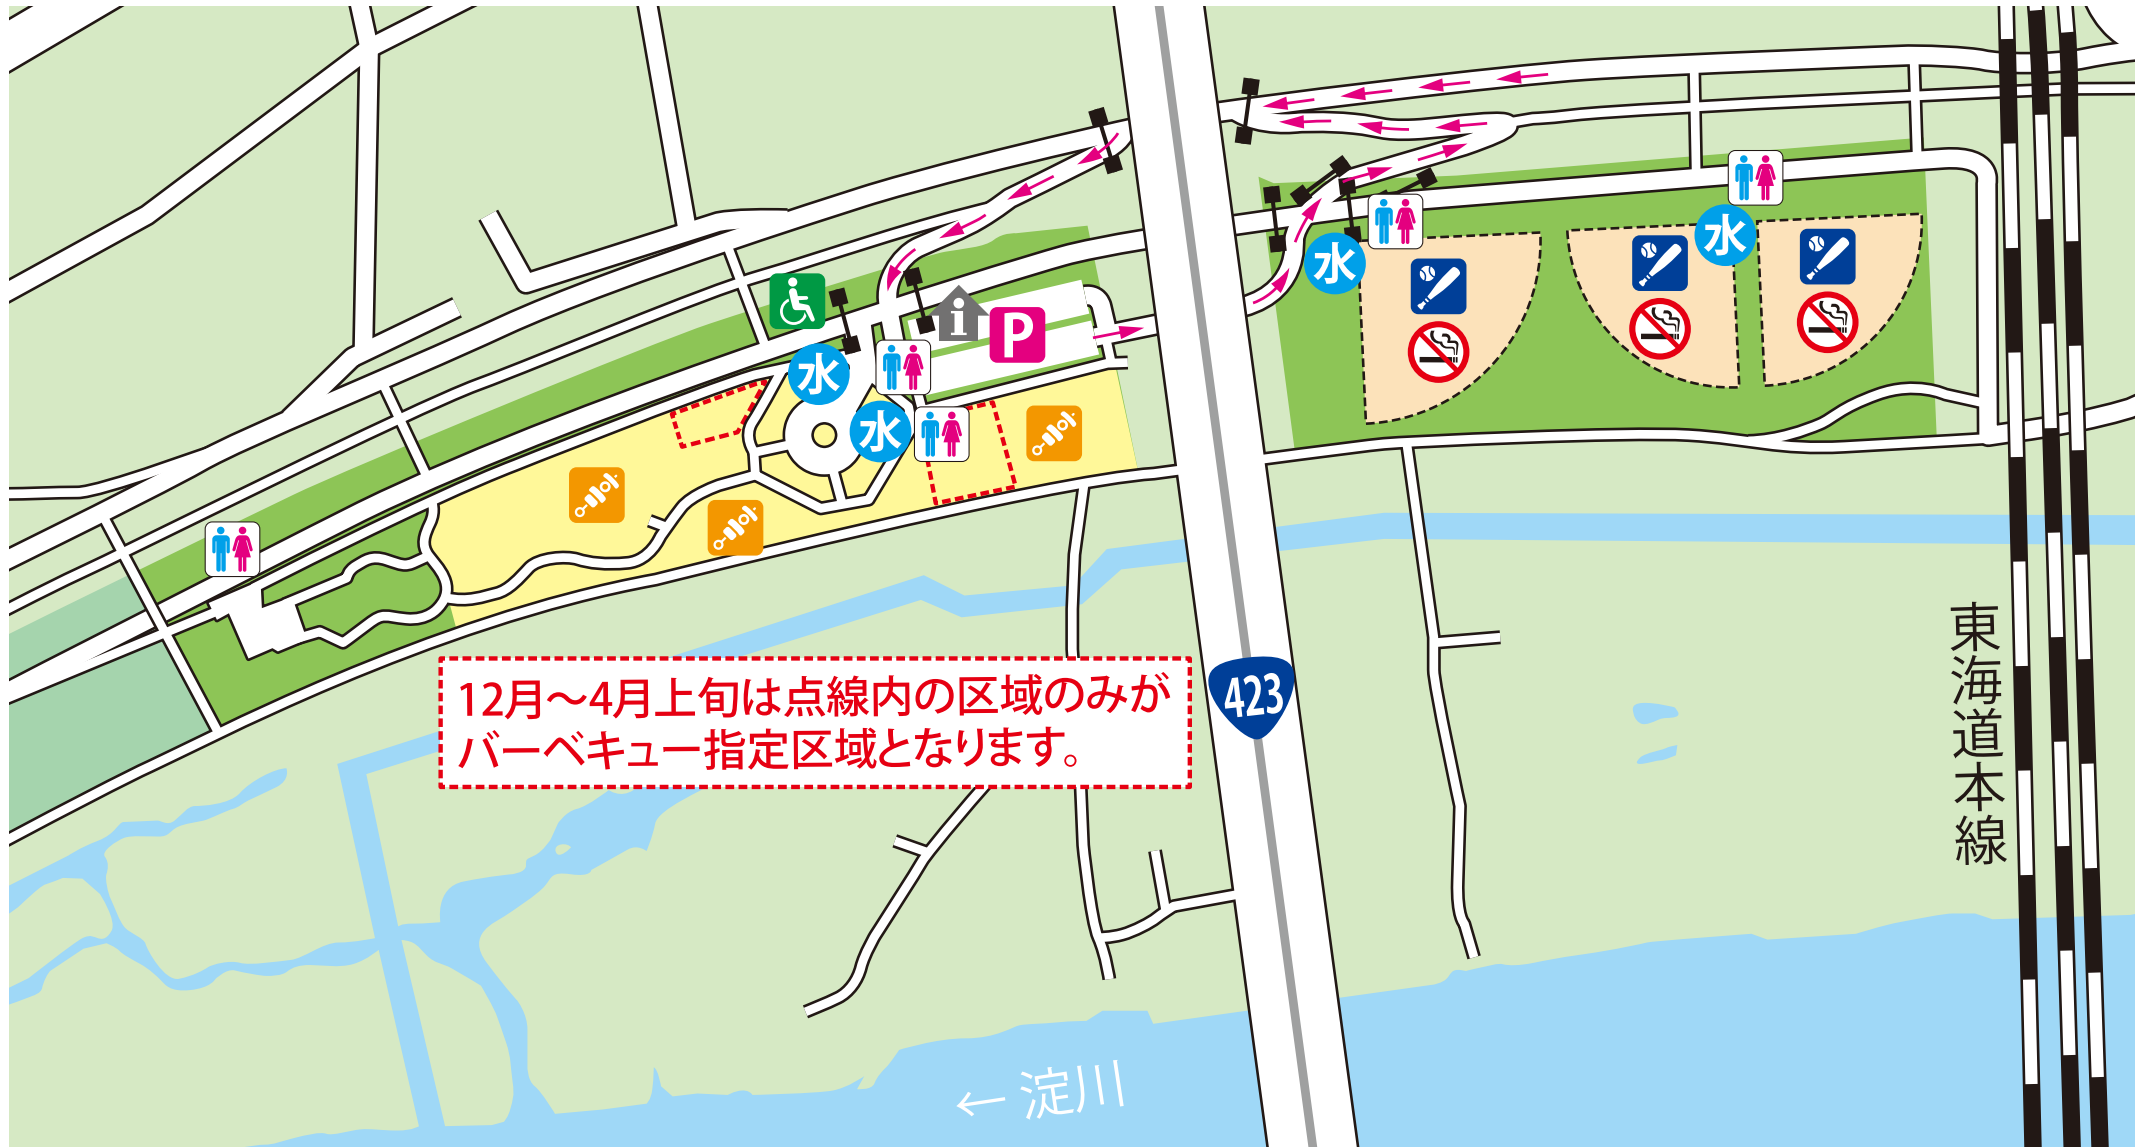 水
水
水
水
i
P
12月～4月上旬は点線内の区域のみが
バーベキュー指定区域となります。
423
東海道本線
← 淀川